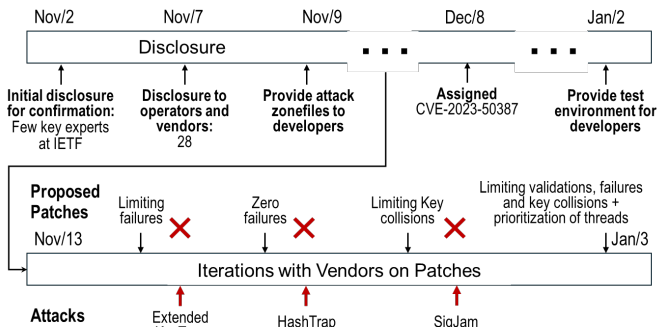 Nov/2 Nov/7 Nov/9 Dec/8 Jan/2
Disclosure
Initial disclosure for confirmation:
Few key experts at IETF
Disclosure to operators and vendors:
28
Provide attack zonefiles to developers
Assigned
CVE-2023-50387
Provide test environment for developers
Proposed Patches
Limiting failures
Zero failures
Limiting Key collisions
Limiting validations, failures and key collisions + prioritization of threads
Nov/13
Jan/3
Iterations with Vendors on Patches
Attacks
Extended
HashTrap
SigJam